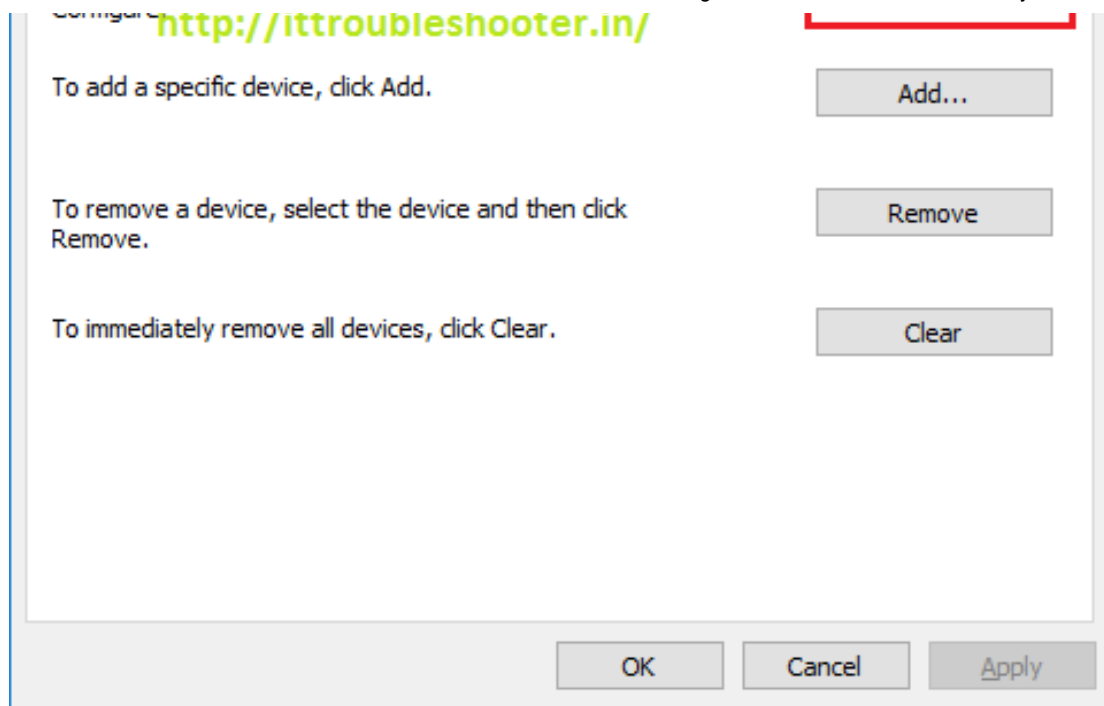 http://ittroubleshooter.in/
To add a specific device, click Add.
Add...
To remove a device, select the device and then click
Remove.
Remove
To immediately remove all devices, click Clear.
Clear
OK
Cancel
Apply